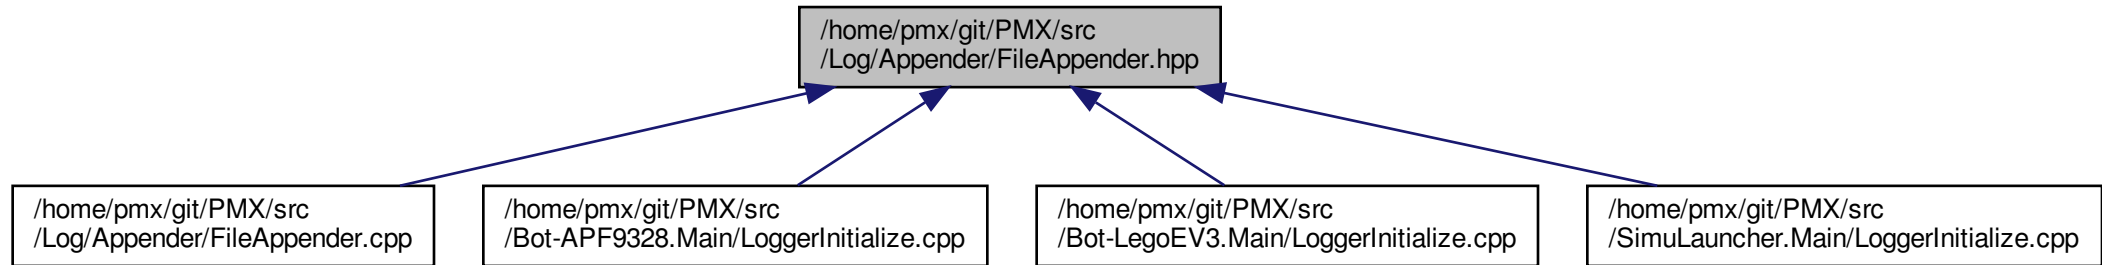 /home/pmx/git/PMX/src
/Log/Appender/FileAppender.hpp
/home/pmx/git/PMX/src
/Log/Appender/FileAppender.cpp
/home/pmx/git/PMX/src
/Bot-APF9328.Main/LoggerInitialize.cpp
/home/pmx/git/PMX/src
/Bot-LegoEV3.Main/LoggerInitialize.cpp
/home/pmx/git/PMX/src
/SimuLauncher.Main/LoggerInitialize.cpp